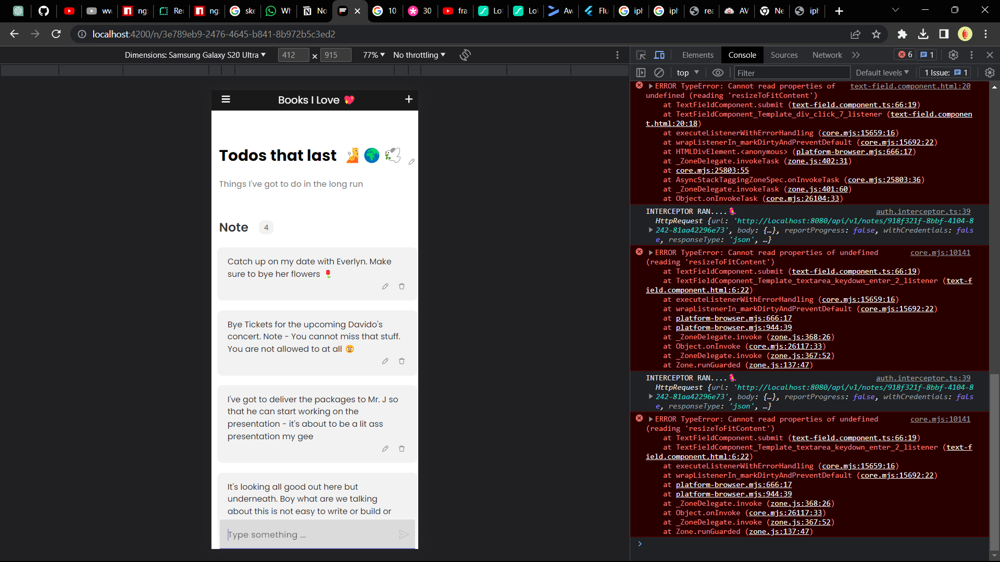 ww
ng
Re
ng
ske
Wh
No
10
30
fra
Lo
Lo
Aw
Flu
iph
iph
rea
AV
Ne
iph
localhost:4200/n/3e789eb9-2476-4645-b841-8b972b5c3ed2
Dimensions: Samsung Galaxy S20 Ultra 412 × 915 77% No throttling
Elements Console Sources Network 6 1
top Filter Default levels 1 Issue: 1
Books I Love 💖
Todos that last 🧏 🌍 🕊
Things I've got to do in the long run
Note 4
Catch up on my date with Everlyn. Make
sure to bye her flowers 🌹
Bye Tickets for the upcoming Davido's
concert. Note - You cannot miss that stuff.
You are not allowed to at all 😡
I've got to deliver the packages to Mr. J so
that he can start working on the
presentation - it's about to be a lit ass
presentation my gee
It's looking all good out here but
underneath. Boy what are we talking
about this is not easy to write or build or
Type something ...
ERROR TypeError: Cannot read properties of text-field.component.html:20
undefined (reading 'resizeToFitContent')
at TextFieldComponent.submit (text-field.component.ts:66:19)
at TextFieldComponent_Template_div_click_7_listener (text-field.componen
t.html:20:18)
at executeListenerWithErrorHandling (core.mjs:15659:16)
at wrapListenerIn_markDirtyAndPreventDefault (core.mjs:15692:22)
at HTMLDivElement.<anonymous> (platform-browser.mjs:666:17)
at _ZoneDelegate.invokeTask (zone.js:402:31)
at core.mjs:25803:55
at AsyncStackTaggingZoneSpec.onInvokeTask (core.mjs:25803:36)
at _ZoneDelegate.invokeTask (zone.js:401:60)
at Object.onInvokeTask (core.mjs:26104:33)
INTERCEPTOR RAN....🦜 auth.interceptor.ts:39
HttpRequest {url: 'http://localhost:8080/api/v1/notes/918f321f-8bbf-4104-8
242-81aa42296e73', body: {…}, reportProgress: false, withCredentials: fals
e, responseType: 'json', …}
ERROR TypeError: Cannot read properties of undefined core.mjs:10141
(reading 'resizeToFitContent')
at TextFieldComponent.submit (text-field.component.ts:66:19)
at TextFieldComponent_Template_textarea_keydown_enter_2_listener (text-f
ield.component.html:6:22)
at executeListenerWithErrorHandling (core.mjs:15659:16)
at wrapListenerIn_markDirtyAndPreventDefault (core.mjs:15692:22)
at platform-browser.mjs:666:17
at platform-browser.mjs:944:39
at _ZoneDelegate.invoke (zone.js:368:26)
at Object.onInvoke (core.mjs:26117:33)
at _ZoneDelegate.invoke (zone.js:367:52)
at Zone.runGuarded (zone.js:137:47)
INTERCEPTOR RAN....🦜 auth.interceptor.ts:39
HttpRequest {url: 'http://localhost:8080/api/v1/notes/918f321f-8bbf-4104-8
242-81aa42296e73', body: {…}, reportProgress: false, withCredentials: fals
e, responseType: 'json', …}
ERROR TypeError: Cannot read properties of undefined core.mjs:10141
(reading 'resizeToFitContent')
at TextFieldComponent.submit (text-field.component.ts:66:19)
at TextFieldComponent_Template_textarea_keydown_enter_2_listener (text-f
ield.component.html:6:22)
at executeListenerWithErrorHandling (core.mjs:15659:16)
at wrapListenerIn_markDirtyAndPreventDefault (core.mjs:15692:22)
at platform-browser.mjs:666:17
at platform-browser.mjs:944:39
at _ZoneDelegate.invoke (zone.js:368:26)
at Object.onInvoke (core.mjs:26117:33)
at _ZoneDelegate.invoke (zone.js:367:52)
at Zone.runGuarded (zone.js:137:47)